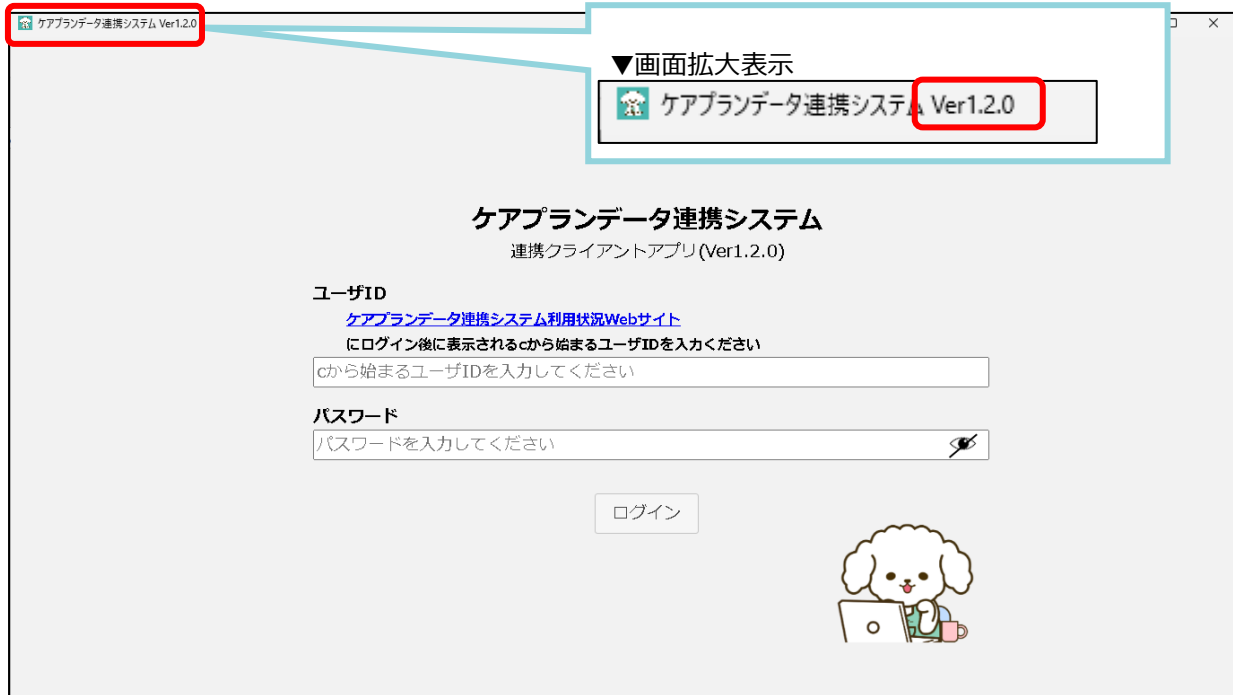 ケアプランデータ連携システム Ver1.2.0
▼画面拡大表示
ケアプランデータ連携システム Ver1.2.0
ケアプランデータ連携システム
連携クライアントアプリ(Ver1.2.0)
ユーザID
ケアプランデータ連携システム利用状況Webサイト
にログイン後に表示されるcから始まるユーザIDを入力ください
cから始まるユーザIDを入力してください
パスワード
パスワードを入力してください
ログイン